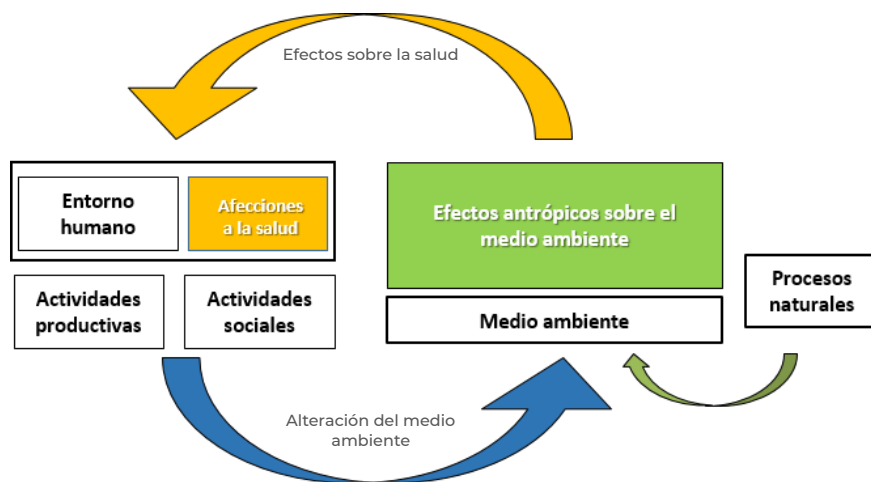 Efectos sobre la salud
Entorno
humano
Afecciones
a la salud
Efectos antrópicos sobre el
medio ambiente
Actividades
productivas
Actividades
sociales
Medio ambiente
Procesos
naturales
Alteración del medio
ambiente